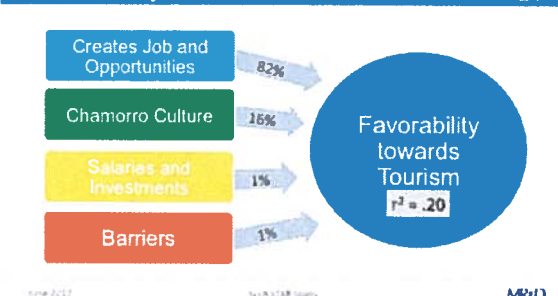 Creates Job and
Opportunities
82%
Chamorro Culture
16%
Salaries and
Investments
1%
Barriers
1%
Favorability
towards
Tourism
r² = .20